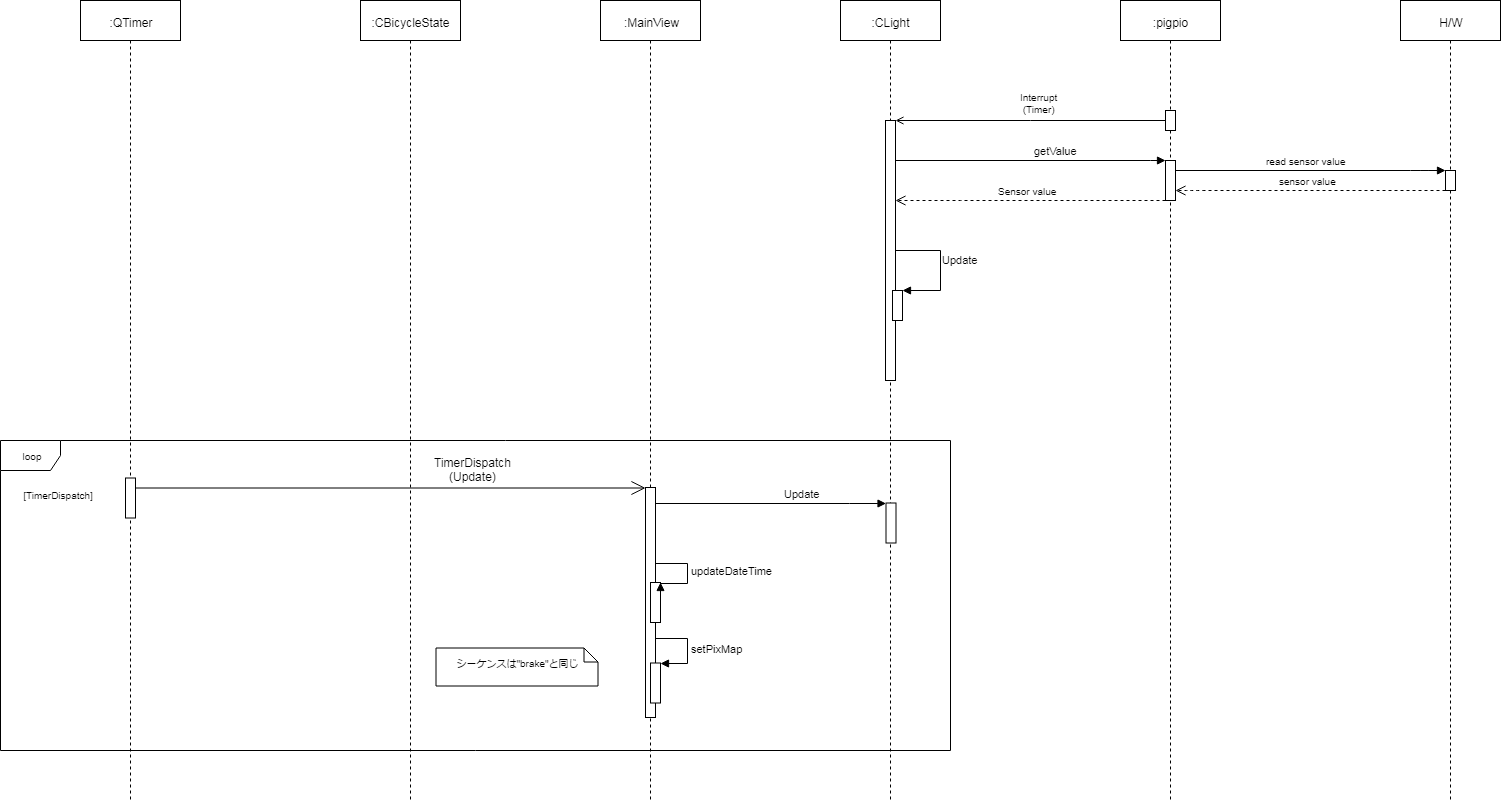 :QTimer
:CBicycleState
:MainView
:CLight
:pigpio
H/W
Interrupt
(Timer)
getValue
read sensor value
sensor value
Sensor value
Update
loop
TimerDispatch
(Update)
[TimerDispatch]
Update
updateDateTime
setPixMap
シーケンスは"brake"と同じ